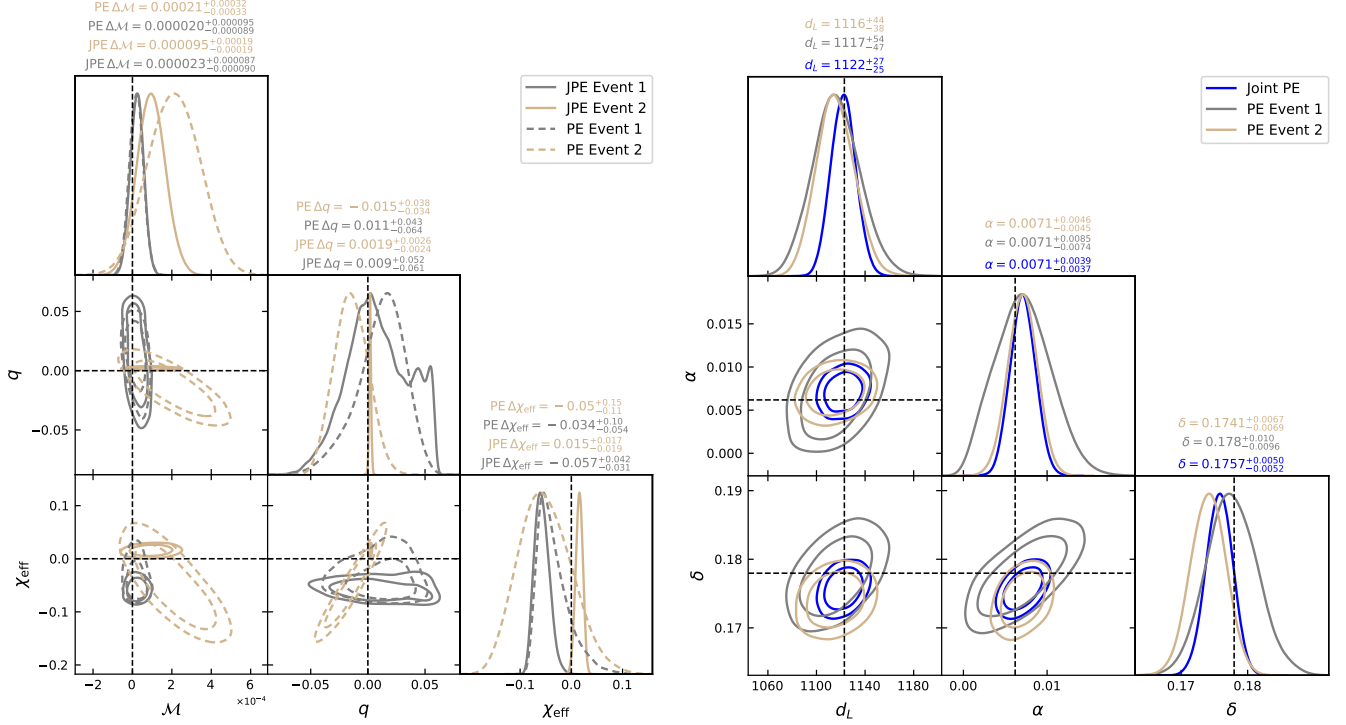 PE Δℳ = 0.00021^{+0.00032}_{−0.00033}
PE Δℳ = 0.000020^{+0.000095}_{−0.000089}
JPE Δℳ = 0.000095^{+0.00019}_{−0.00019}
JPE Δℳ = 0.000023^{+0.000087}_{−0.000090}
JPE Event 1
JPE Event 2
PE Event 1
PE Event 2
PE Δq = −0.015^{+0.038}_{−0.034}
PE Δq = 0.011^{+0.043}_{−0.064}
JPE Δq = 0.0019^{+0.0026}_{−0.0024}
JPE Δq = 0.009^{+0.052}_{−0.061}
q
0.05
0.00
−0.05
PE Δχ_eff = −0.05^{+0.15}_{−0.11}
PE Δχ_eff = −0.034^{+0.10}_{−0.054}
JPE Δχ_eff = 0.015^{+0.017}_{−0.019}
JPE Δχ_eff = −0.057^{+0.042}_{−0.031}
χ_eff
0.1
0.0
−0.1
−0.2
−2 0 2 4 6
×10^{−4}
−0.05 0.00 0.05
−0.1 0.0 0.1
ℳ
q
χ_eff
d_L = 1116^{+44}_{−38}
d_L = 1117^{+54}_{−47}
d_L = 1122^{+27}_{−25}
Joint PE
PE Event 1
PE Event 2
α = 0.0071^{+0.0046}_{−0.0045}
α = 0.0071^{+0.0085}_{−0.0074}
α = 0.0071^{+0.0039}_{−0.0037}
α
0.015
0.010
0.005
0.000
δ = 0.1741^{+0.0067}_{−0.0069}
δ = 0.178^{+0.010}_{−0.0096}
δ = 0.1757^{+0.0050}_{−0.0052}
δ
0.19
0.18
0.17
1060 1100 1140 1180
0.00 0.01
0.17 0.18
d_L
α
δ